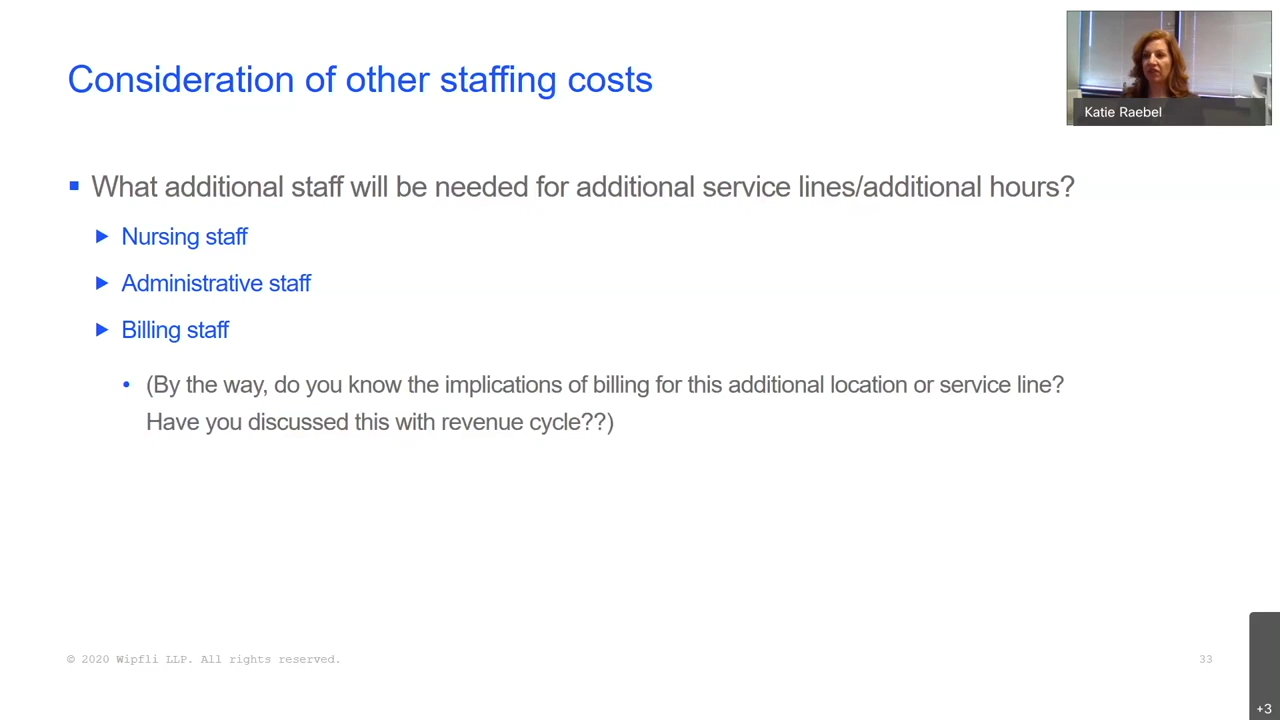 Consideration of other staffing costs
Katie Raebel
What additional staff will be needed for additional service lines/additional hours?
Nursing staff
Administrative staff
Billing staff
(By the way, do you know the implications of billing for this additional location or service line?
Have you discussed this with revenue cycle??)
© 2020 Wipfli LLP. All rights reserved.
33
+3